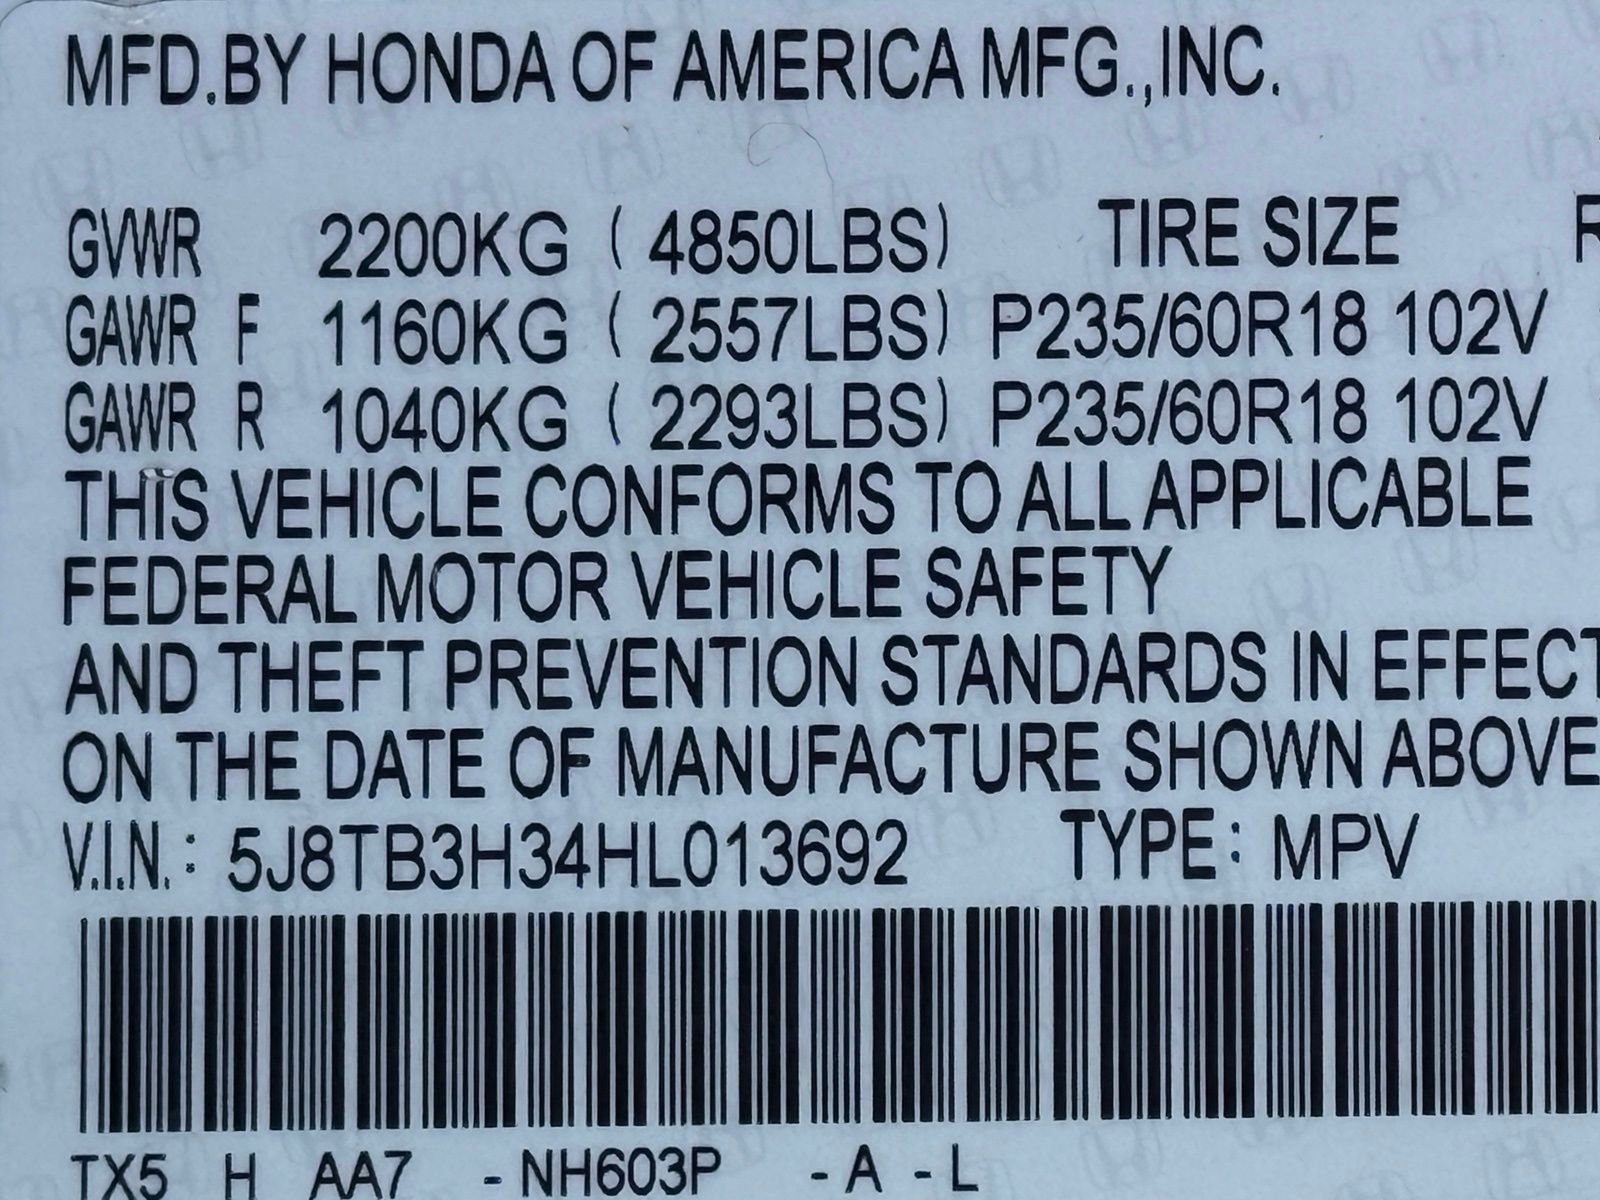 MFD.BY HONDA OF AMERICA MFG.,INC.
GVWR 2200KG ( 4850LBS) TIRE SIZE R
GAWR F 1160KG ( 2557LBS) P235/60R18 102V
GAWR R 1040KG ( 2293LBS) P235/60R18 102V
THIS VEHICLE CONFORMS TO ALL APPLICABLE
FEDERAL MOTOR VEHICLE SAFETY
AND THEFT PREVENTION STANDARDS IN EFFECT
ON THE DATE OF MANUFACTURE SHOWN ABOVE
V.I.N.: 5J8TB3H34HL013692 TYPE: MPV
TX5 H AA7 -NH603P -A -L